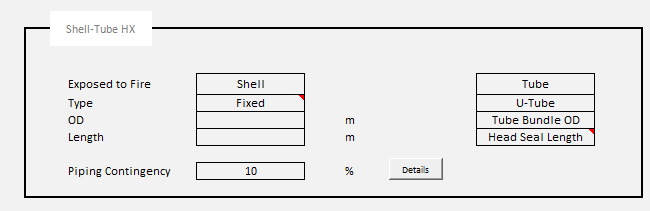 Shell-Tube HX
Exposed to Fire Shell Tube
Type Fixed U-Tube
OD m Tube Bundle OD
Length m Head Seal Length
Piping Contingency 10 % Details